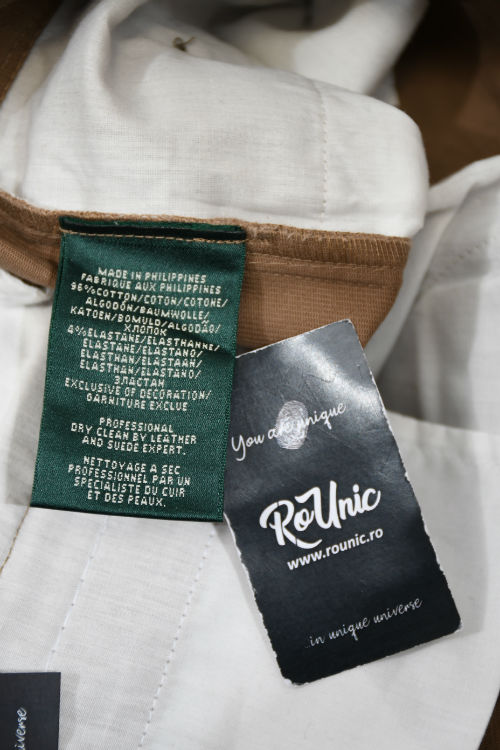 MADE IN PHILIPPINES
FABRIQUE AUX PHILIPPINES
96%COTTON/COTON/COTONE/
ALGODÓN/BAUMWOLLE/
KATOEN/BOMULD/ALGODÃO/
ХЛОПОК
4%ELASTANE/ELASTHANNE/
ELASTAN/ELASTANO/
ELASTHAN/ELASTAAN/
ELASTHAN/ELASTAN/
ELASTANO/
ЭЛАСТАН
EXCLUSIVE OF DECORATION/
GARNITURE EXCLUE
PROFESSIONAL
DRY CLEAN BY LEATHER
AND SUEDE EXPERT.
NETTOYAGE A SEC
PROFESSIONNEL PAR UN
SPECIALISTE DU CUIR
ET DES PEAUX.
You are unique
RoUnic
www.rounic.ro
...in unique universe
iverse